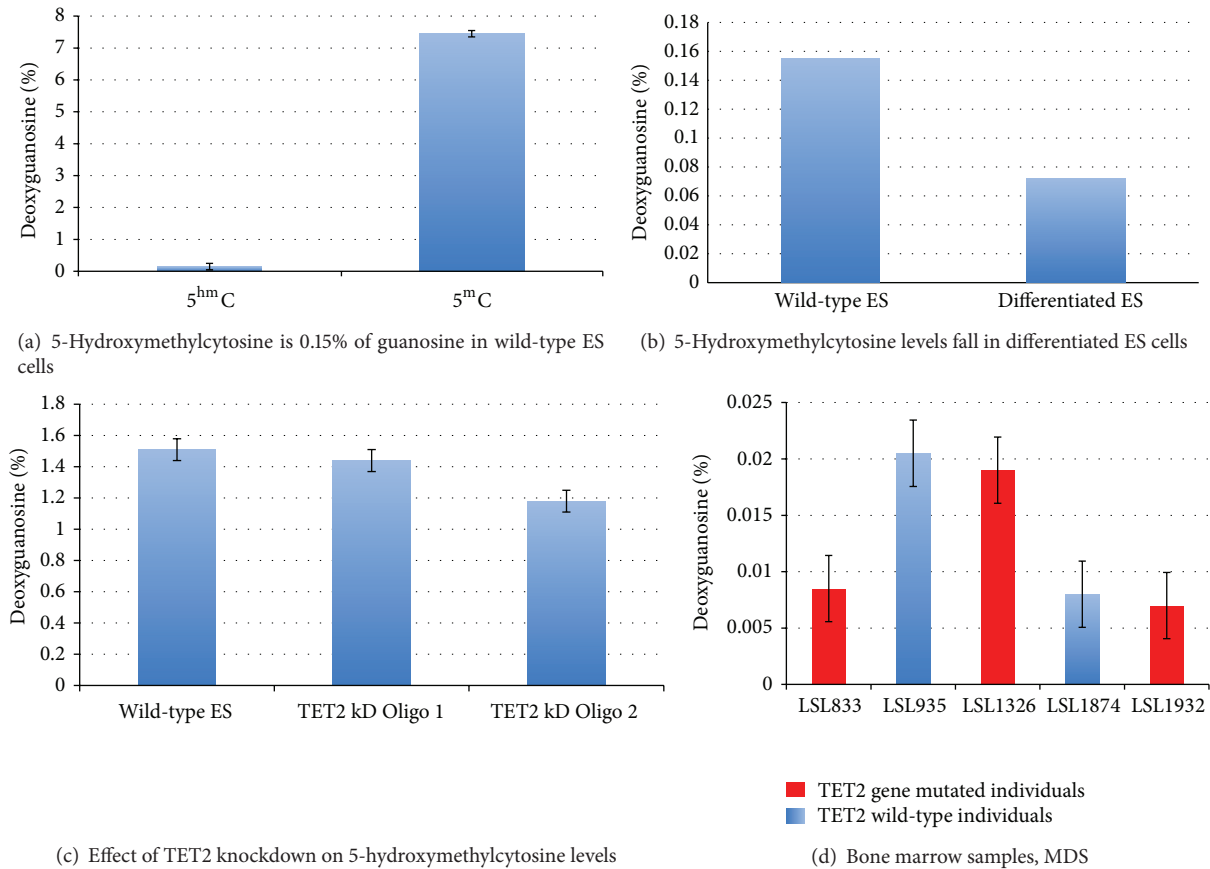 8
7
6
5
4
3
2
1
0
Deoxyguanosine (%)
5hmC
5mC
(a) 5-Hydroxymethylcytosine is 0.15% of guanosine in wild-type ES
cells
0.18
0.16
0.14
0.12
0.1
0.08
0.06
0.04
0.02
0
Deoxyguanosine (%)
Wild-type ES
Differentiated ES
(b) 5-Hydroxymethylcytosine levels fall in differentiated ES cells
1.8
1.6
1.4
1.2
1
0.8
0.6
0.4
0.2
0
Deoxyguanosine (%)
Wild-type ES
TET2 kD Oligo 1
TET2 kD Oligo 2
(c) Effect of TET2 knockdown on 5-hydroxymethylcytosine levels
0.025
0.02
0.015
0.01
0.005
0
Deoxyguanosine (%)
LSL833
LSL935
LSL1326
LSL1874
LSL1932
TET2 gene mutated individuals
TET2 wild-type individuals
(d) Bone marrow samples, MDS